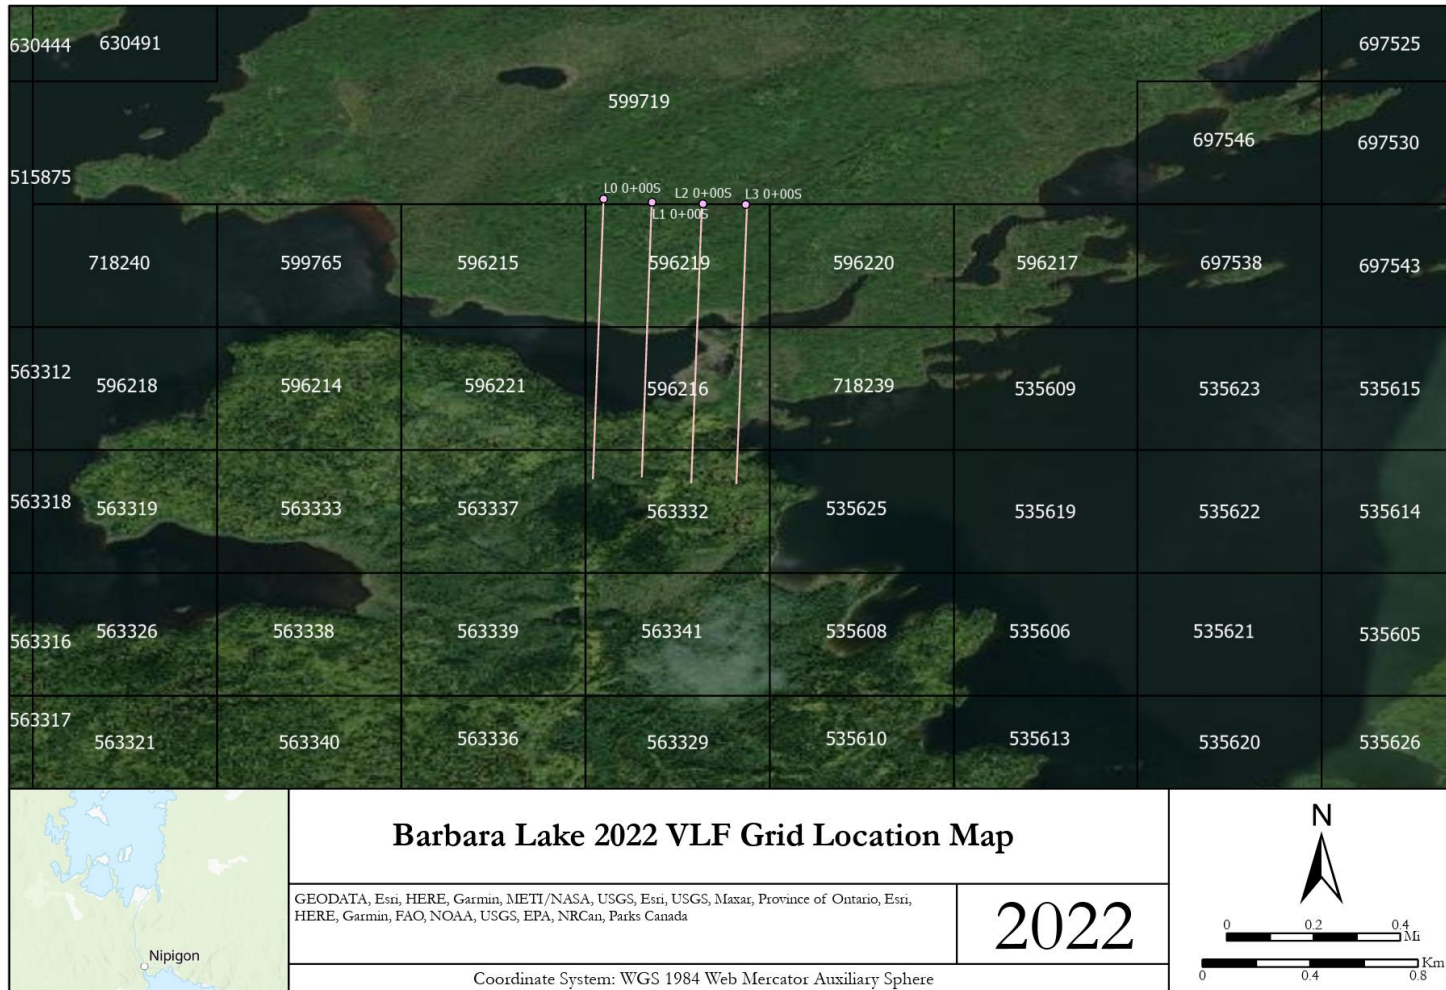 630444 630491 697525
599719
697546 697530
515875
L0 0+00S L2 0+00S L3 0+00S
L1 0+00S
718240 599765 596215 596219 596220 596217 697538 697543
563312
596218 596214 596221 596216 718239 535609 535623 535615
563318 563319 563333 563337 563332 535625 535619 535622 535614
563316 563326 563338 563339 563341 535608 535606 535621 535605
563317
563321 563340 563336 563329 535610 535613 535620 535626
Nipigon
Barbara Lake 2022 VLF Grid Location Map
GEODATA, Esri, HERE, Garmin, METI/NASA, USGS, Esri, USGS, Maxar, Province of Ontario, Esri,
HERE, Garmin, FAO, NOAA, USGS, EPA, NRCan, Parks Canada
2022
Coordinate System: WGS 1984 Web Mercator Auxiliary Sphere
N
0 0.2 0.4
Mi
Km
0 0.4 0.8